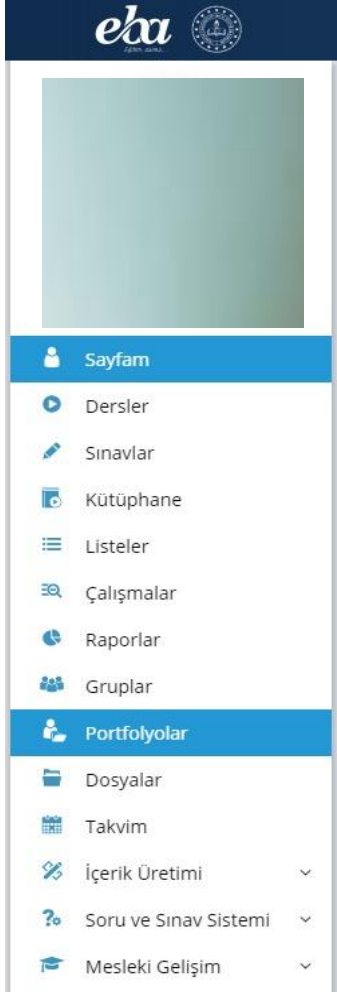 eba
Sayfam
Dersler
Sınavlar
Kütüphane
Listeler
Çalışmalar
Raporlar
Gruplar
Portfolyolar
Dosyalar
Takvim
İçerik Üretimi
Soru ve Sınav Sistemi
Mesleki Gelişim